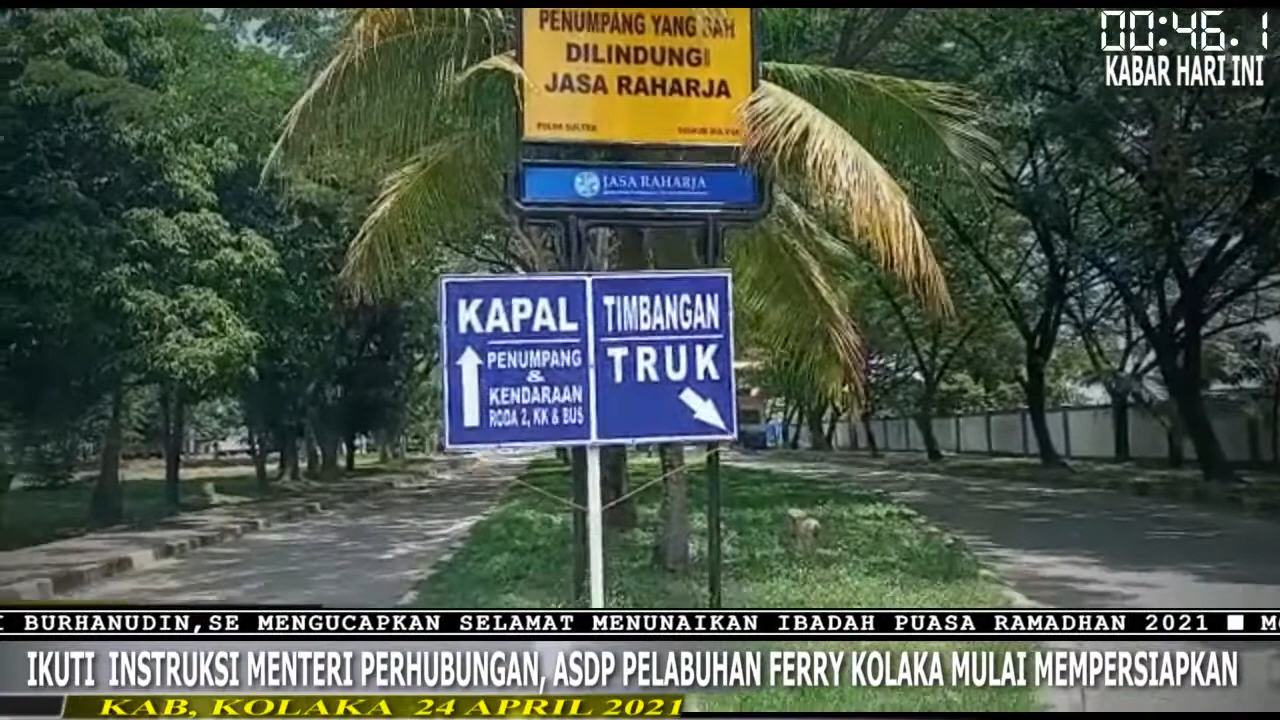 PENUMPANG YANG SAH
DILINDUNGI
JASA RAHARJA
POLDA SULTRA
JASA RAHARJA
00:46.1
KABAR HARI INI
KAPAL
PENUMPANG
&
KENDARAAN
RODA 2, KK & BUS
TIMBANGAN
TRUK
BURHANUDIN,SE MENGUCAPKAN SELAMAT MENUNAIKAN IBADAH PUASA RAMADHAN 2021
IKUTI INSTRUKSI MENTERI PERHUBUNGAN, ASDP PELABUHAN FERRY KOLAKA MULAI MEMPERSIAPKAN
KAB, KOLAKA 24 APRIL 2021